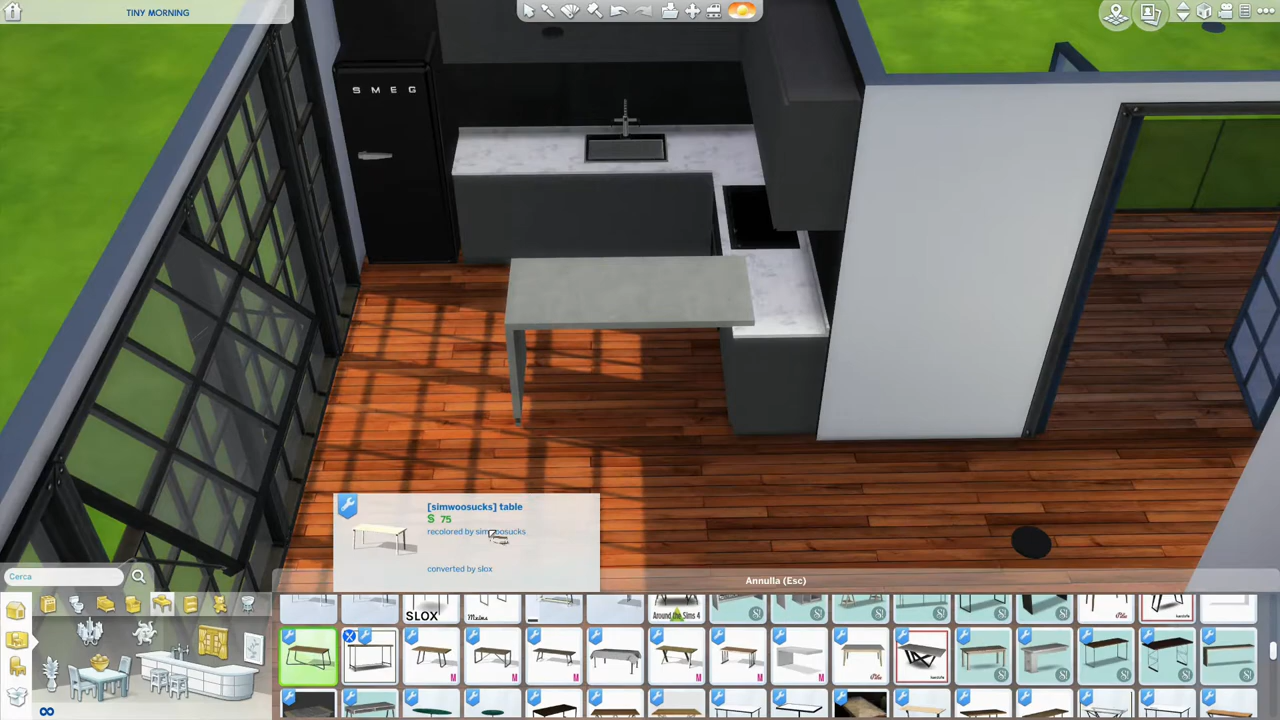 TINY MORNING
SMEG
[simwoosucks] table
§ 75
recolored by simwoosucks
converted by slox
Cerca
Annulla (Esc)
SLOX
Around the Sims 4
M
M
M
M
M
M